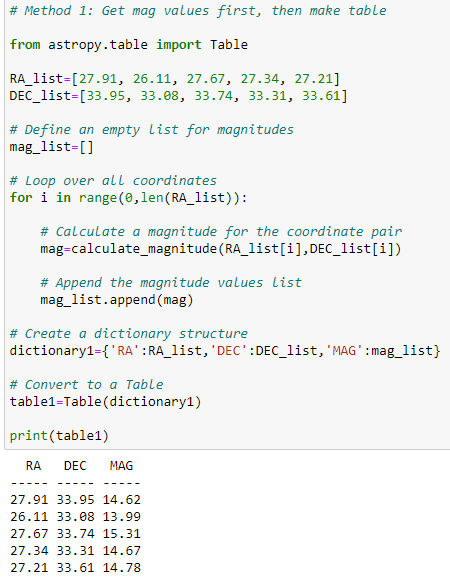 # Method 1: Get mag values first, then make table
from astropy.table import Table
RA_list=[27.91, 26.11, 27.67, 27.34, 27.21]
DEC_list=[33.95, 33.08, 33.74, 33.31, 33.61]
# Define an empty list for magnitudes
mag_list=[]
# Loop over all coordinates
for i in range(0,len(RA_list)):
    # Calculate a magnitude for the coordinate pair
    mag=calculate_magnitude(RA_list[i],DEC_list[i])
    # Append the magnitude values list
    mag_list.append(mag)
# Create a dictionary structure
dictionary1={'RA':RA_list,'DEC':DEC_list,'MAG':mag_list}
# Convert to a Table
table1=Table(dictionary1)
print(table1)
  RA   DEC   MAG
----- ----- -----
27.91 33.95 14.62
26.11 33.08 13.99
27.67 33.74 15.31
27.34 33.31 14.67
27.21 33.61 14.78